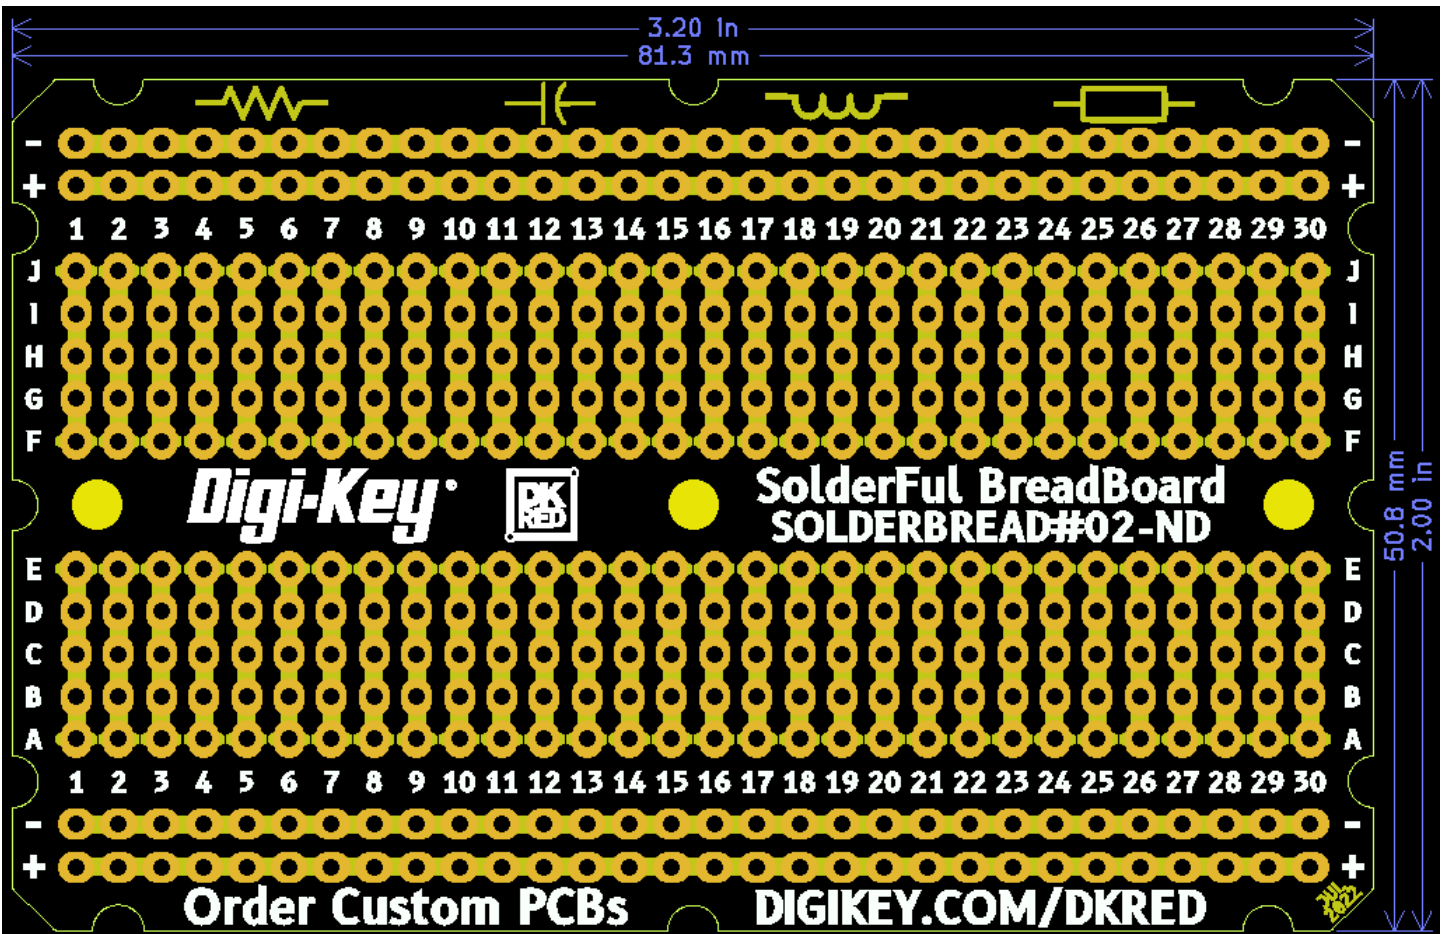 3.20 in
81.3 mm
- -
+ +
1 2 3 4 5 6 7 8 9 10 11 12 13 14 15 16 17 18 19 20 21 22 23 24 25 26 27 28 29 30
J J
I I
H H
G G
F F
Digi-Key®
DK
RED
SolderFul BreadBoard
SOLDERBREAD#02-ND
50.8 mm
2.00 in
E E
D D
C C
B B
A A
1 2 3 4 5 6 7 8 9 10 11 12 13 14 15 16 17 18 19 20 21 22 23 24 25 26 27 28 29 30
- -
+ +
Order Custom PCBs DIGIKEY.COM/DKRED
JUL
2022